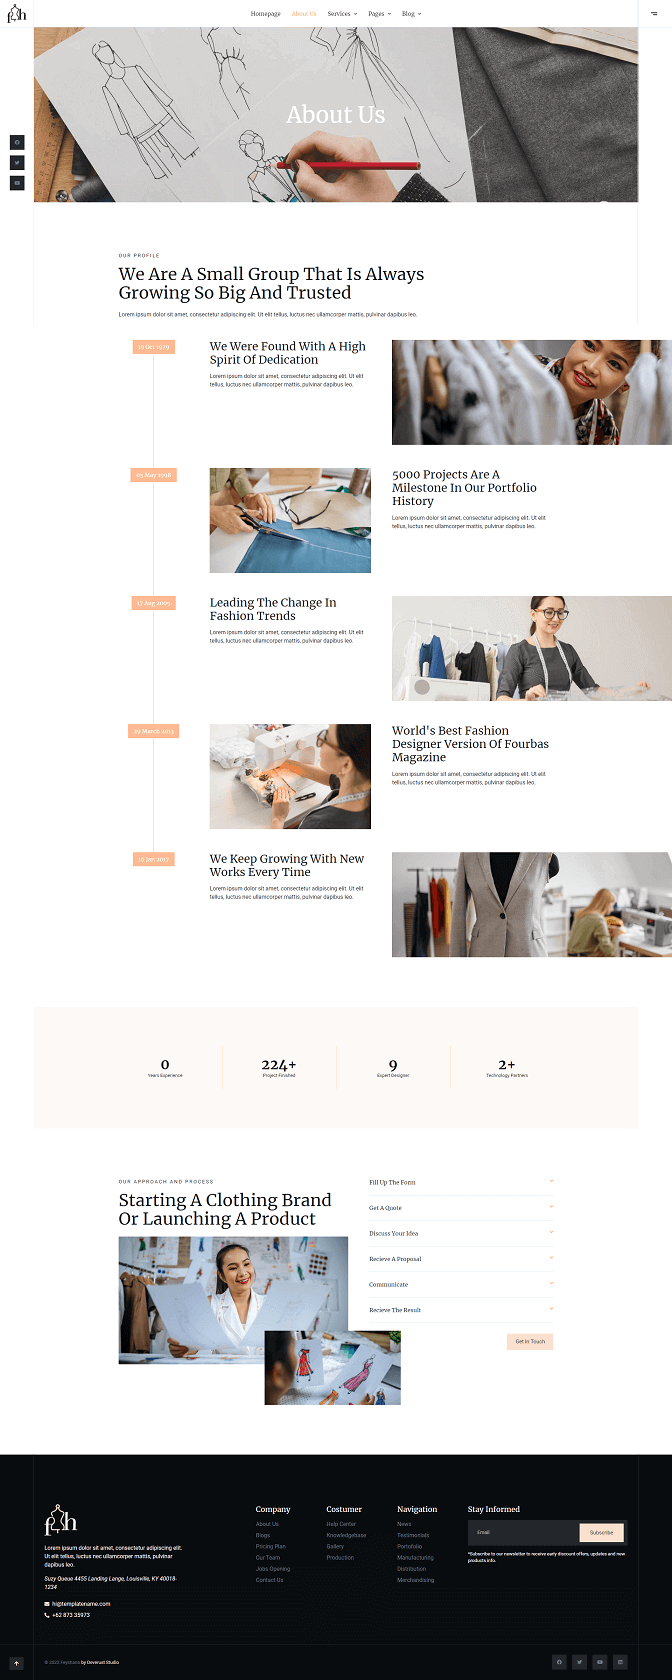 fsh
Homepage About Us Services Pages Blog
About Us
OUR PROFILE
We Are A Small Group That Is Always
Growing So Big And Trusted
Lorem ipsum dolor sit amet, consectetur adipiscing elit. Ut elit tellus, luctus nec ullamcorper mattis, pulvinar dapibus leo.
19 Oct 1979
We Were Found With A High
Spirit Of Dedication
Lorem ipsum dolor sit amet, consectetur adipiscing elit. Ut elit
tellus, luctus nec ullamcorper mattis, pulvinar dapibus leo.
05 May 1998
5000 Projects Are A
Milestone In Our Portfolio
History
Lorem ipsum dolor sit amet, consectetur adipiscing elit. Ut elit
tellus, luctus nec ullamcorper mattis, pulvinar dapibus leo.
17 Aug 2005
Leading The Change In
Fashion Trends
Lorem ipsum dolor sit amet, consectetur adipiscing elit. Ut elit
tellus, luctus nec ullamcorper mattis, pulvinar dapibus leo.
March 2013
World's Best Fashion
Designer Version Of Fourbas
Magazine
Lorem ipsum dolor sit amet, consectetur adipiscing elit. Ut elit
tellus, luctus nec ullamcorper mattis, pulvinar dapibus leo.
2017
We Keep Growing With New
Works Every Time
Lorem ipsum dolor sit amet, consectetur adipiscing elit. Ut elit
tellus, luctus nec ullamcorper mattis, pulvinar dapibus leo.
0 224+ 9 2+
Years Experience Project Finished Expert Designer Technology Partners
OUR APPROACH AND PROCESS
Starting A Clothing Brand
Or Launching A Product
Fill Up The Form
Get A Quote
Discuss Your Idea
Recieve A Proposal
Communicate
Recieve The Result
Get In Touch
fsh
Lorem ipsum dolor sit amet, consectetur adipiscing elit.
Ut elit tellus, luctus nec ullamcorper mattis, pulvinar
dapibus leo.
Suzy Queue 4455 Landing Lange, Louisville, KY 40018-
1234
hi@templatename.com
+62 873 35973
Company
About Us
Blogs
Pricing Plan
Our Team
Jobs Opening
Contact Us
Costumer
Help Center
Knowledgebase
Gallery
Production
Navigation
News
Testimonials
Portofolio
Manufacturing
Distribution
Merchandising
Stay Informed
Email Subscribe
*Subscribe to our newsletter to receive early discount offers, updates and new
products info.
© 2022 by Deverust Studio